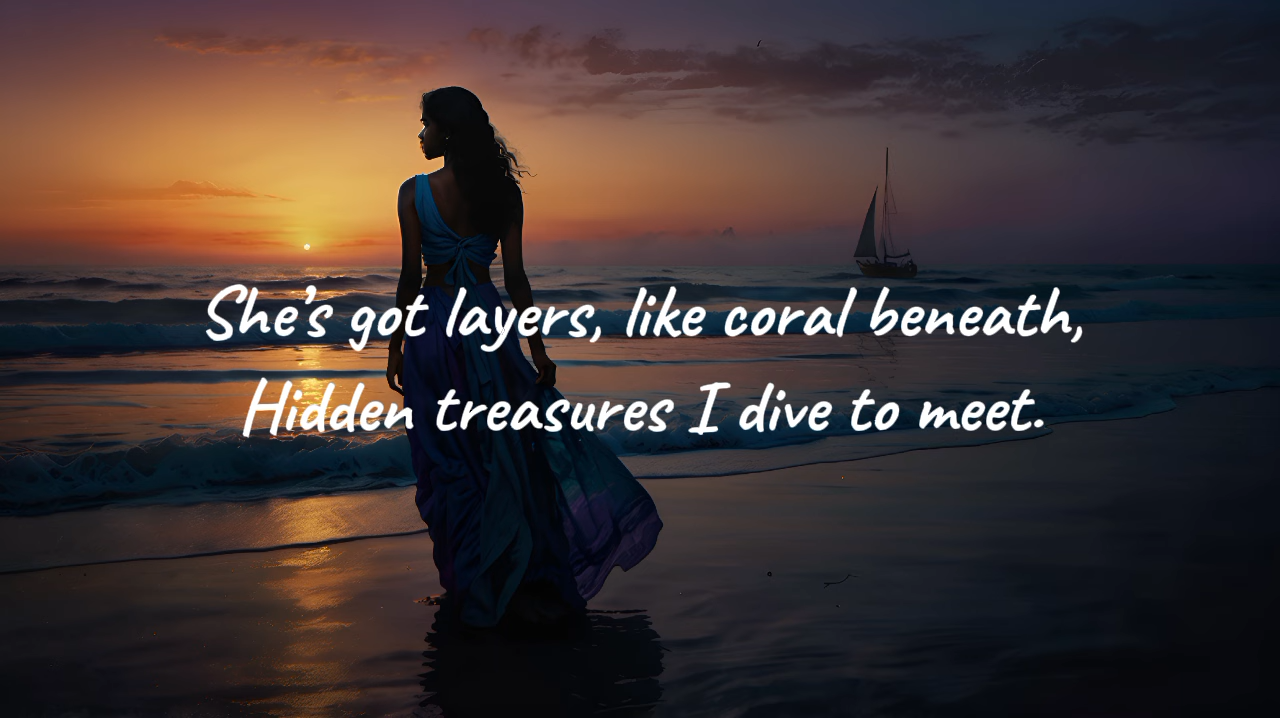 She's got layers, like coral beneath,
Hidden treasures I dive to meet.